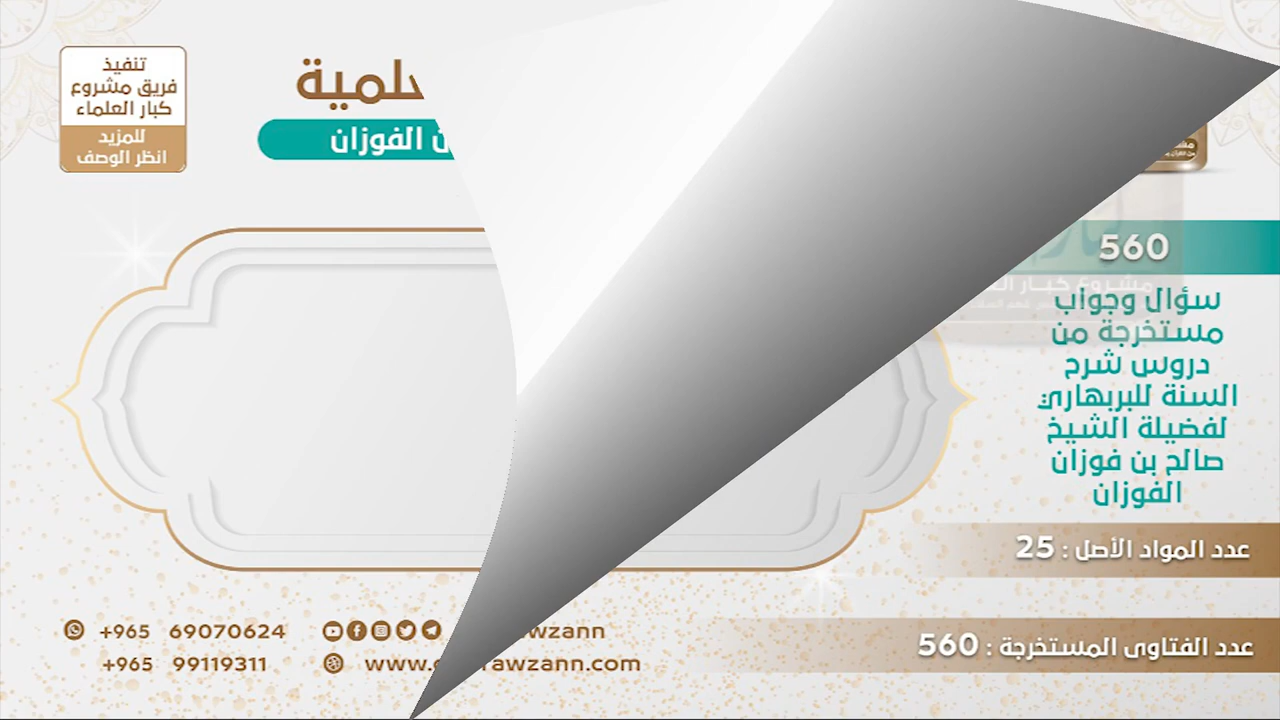 تنفيذ
فريق مشروع
كبار العلماء
للمزيد
انظر الوصف
الفوزان
560
سؤال وجواب
مستخرجة من
دروس شرح
السنة للبربهاري
لفضيلة الشيخ
صالح بن فوزان
الفوزان
عدد المواد الأصل : 25
عدد الفتاوى المستخرجة : 560
+965 69070624
+965 99119311